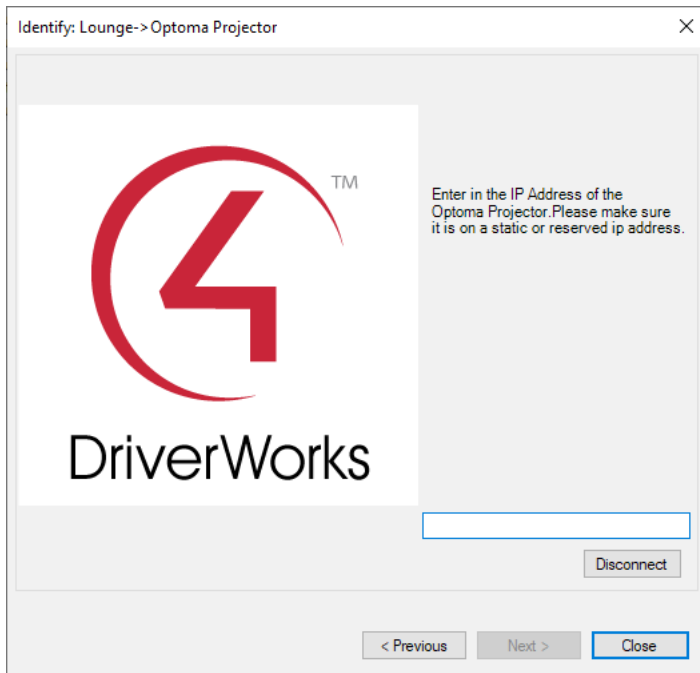 Identify: Lounge->Optoma Projector
4
TM
DriverWorks
Enter in the IP Address of the
Optoma Projector.Please make sure
it is on a static or reserved ip address.
Disconnect
< Previous
Next >
Close